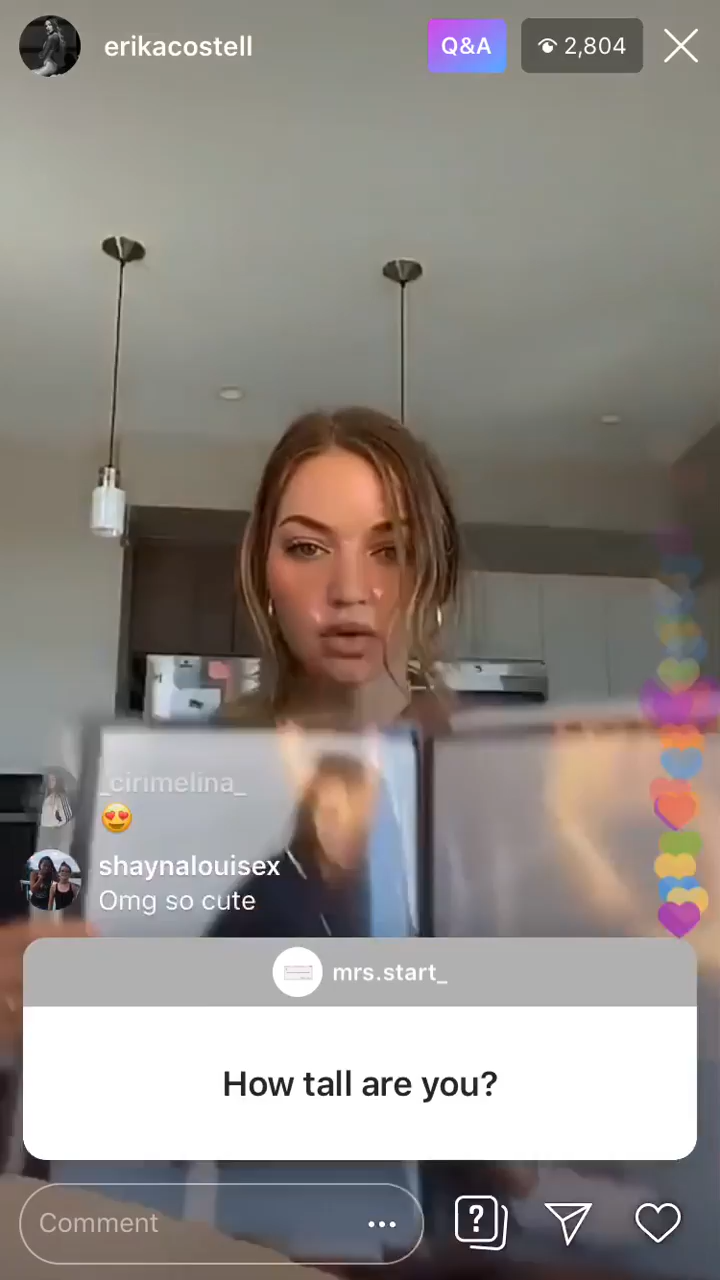 erikacostell
Q&A
2,804
_cirimelina_
😍
shaynalouisex
Omg so cute
mrs.start_
How tall are you?
Comment